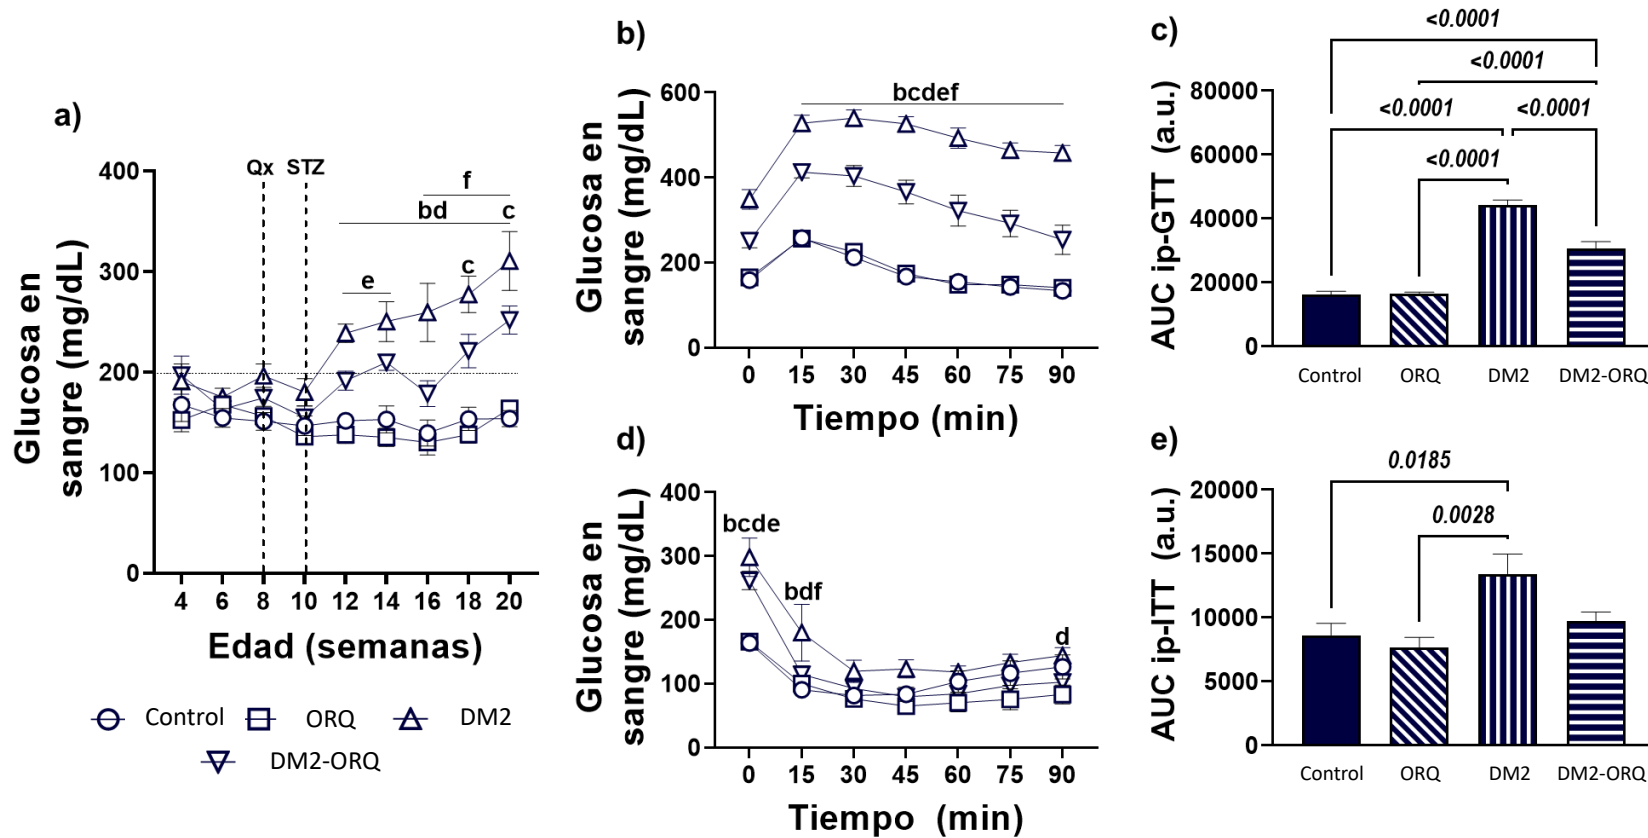 a)
Glucosa en
sangre (mg/dL)
400
300
200
100
0
Qx STZ
f
bd
c
c
e
4 6 8 10 12 14 16 18 20
Edad (semanas)
Control ORQ DM2
DM2-ORQ
b)
Glucosa en
sangre (mg/dL)
600
400
200
0
bcdef
0 15 30 45 60 75 90
Tiempo (min)
c)
AUC ip-GTT (a.u.)
80000
60000
40000
20000
0
<0.0001
<0.0001
<0.0001 <0.0001
<0.0001
Control ORQ DM2 DM2-ORQ
d)
Glucosa en
sangre (mg/dL)
400
300
200
100
0
bcde
bdf
d
0 15 30 45 60 75 90
Tiempo (min)
e)
AUC ip-ITT (a.u.)
20000
15000
10000
5000
0
0.0185
0.0028
Control ORQ DM2 DM2-ORQ